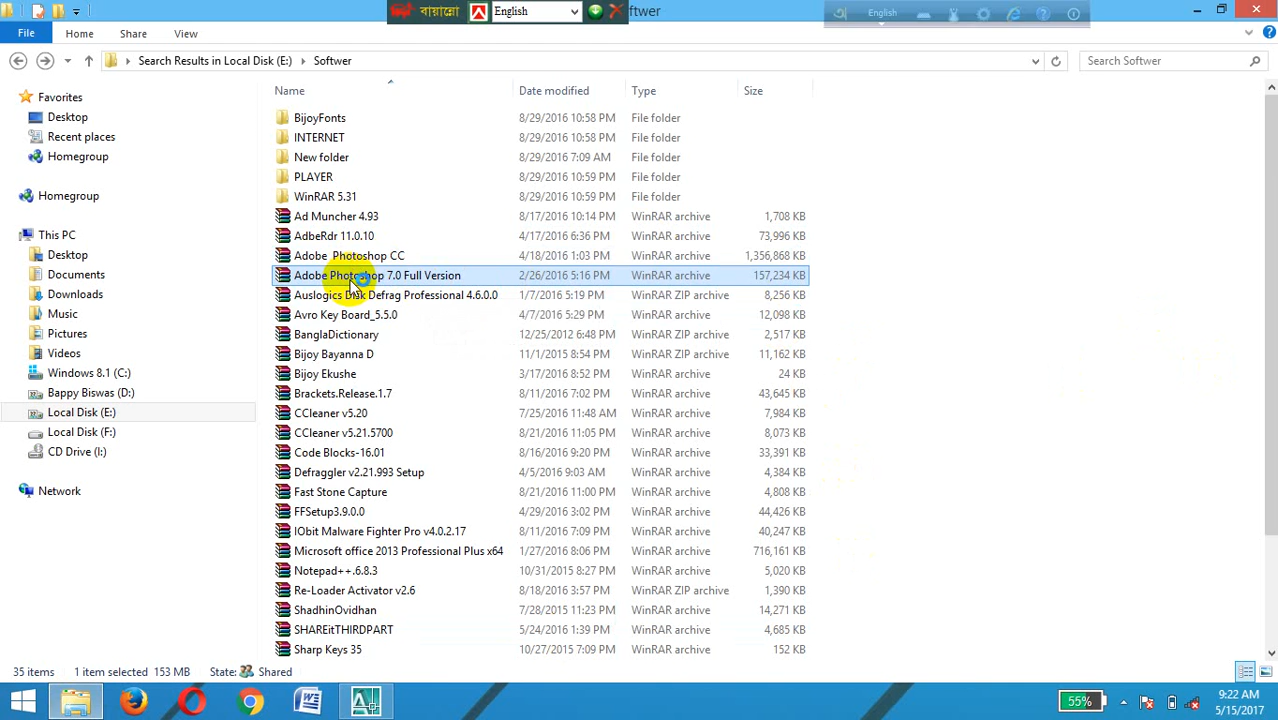 বায়ান্নো English ftwer English
File Home Share View
Search Results in Local Disk (E:) Softwer Search Softwer
Name Date modified Type Size
Favorites
Desktop
Recent places
Homegroup
Homegroup
This PC
Desktop
Documents
Downloads
Music
Pictures
Videos
Windows 8.1 (C:)
Bappy Biswas (D:)
Local Disk (E:)
Local Disk (F:)
CD Drive (I:)
Network
BijoyFonts 8/29/2016 10:58 PM File folder
INTERNET 8/29/2016 10:58 PM File folder
New folder 8/29/2016 7:09 AM File folder
PLAYER 8/29/2016 10:59 PM File folder
WinRAR 5.31 8/29/2016 10:59 PM File folder
Ad Muncher 4.93 8/17/2016 10:14 PM WinRAR archive 1,708 KB
AdbeRdr 11.0.10 4/17/2016 6:36 PM WinRAR archive 73,996 KB
Adobe Photoshop CC 4/18/2016 1:03 PM WinRAR archive 1,356,868 KB
Adobe Photoshop 7.0 Full Version 2/26/2016 5:16 PM WinRAR archive 157,234 KB
Auslogics Disk Defrag Professional 4.6.0.0 1/7/2016 5:19 PM WinRAR ZIP archive 8,256 KB
Avro Key Board_5.5.0 4/7/2016 5:29 PM WinRAR archive 12,098 KB
BanglaDictionary 12/25/2012 6:48 PM WinRAR ZIP archive 2,517 KB
Bijoy Bayanna D 11/1/2015 8:54 PM WinRAR ZIP archive 11,162 KB
Bijoy Ekushe 3/17/2016 8:52 PM WinRAR archive 24 KB
Brackets.Release.1.7 8/11/2016 7:02 PM WinRAR archive 43,645 KB
CCleaner v5.20 7/25/2016 11:48 AM WinRAR archive 7,984 KB
CCleaner v5.21.5700 8/21/2016 11:05 PM WinRAR archive 8,073 KB
Code Blocks-16.01 8/16/2016 9:20 PM WinRAR archive 33,391 KB
Defraggler v2.21.993 Setup 4/5/2016 9:03 AM WinRAR archive 4,384 KB
Fast Stone Capture 8/21/2016 11:00 PM WinRAR archive 4,808 KB
FFSetup3.9.0.0 4/29/2016 3:02 PM WinRAR archive 44,426 KB
IObit Malware Fighter Pro v4.0.2.17 8/11/2016 7:09 PM WinRAR archive 40,247 KB
Microsoft office 2013 Professional Plus x64 1/27/2016 8:06 PM WinRAR archive 716,161 KB
Notepad++.6.8.3 10/31/2015 8:27 PM WinRAR archive 5,020 KB
Re-Loader Activator v2.6 8/18/2016 3:57 PM WinRAR ZIP archive 1,390 KB
ShadhinOvidhan 7/28/2015 11:23 PM WinRAR archive 14,271 KB
SHAREitTHIRDPART 5/24/2016 1:39 PM WinRAR archive 4,685 KB
Sharp Keys 35 10/27/2015 7:09 PM WinRAR archive 152 KB
35 items 1 item selected 153 MB State: Shared
55% 9:22 AM
5/15/2017